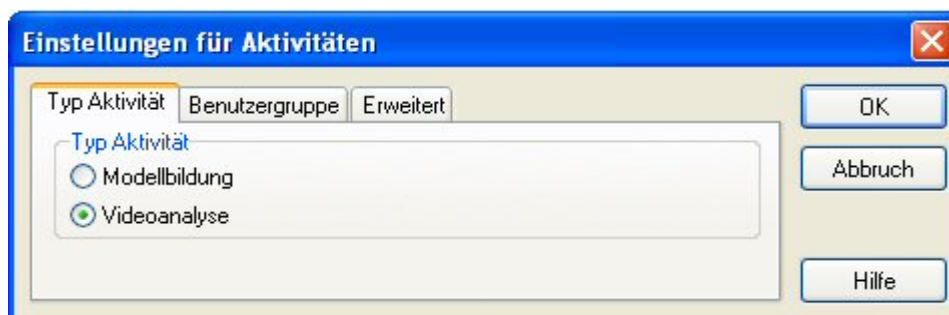 Einstellungen für Aktivitäten
Typ Aktivität Benutzergruppe Erweitert
Typ Aktivität
Modellbildung
Videoanalyse
OK
Abbruch
Hilfe